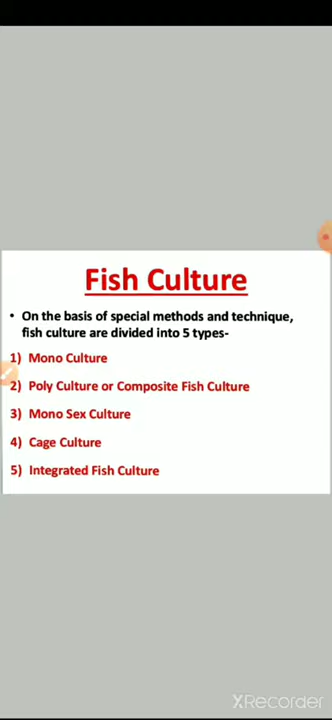 Fish Culture
• On the basis of special methods and technique,
fish culture are divided into 5 types-
1) Mono Culture
2) Poly Culture or Composite Fish Culture
3) Mono Sex Culture
4) Cage Culture
5) Integrated Fish Culture
XRecorder